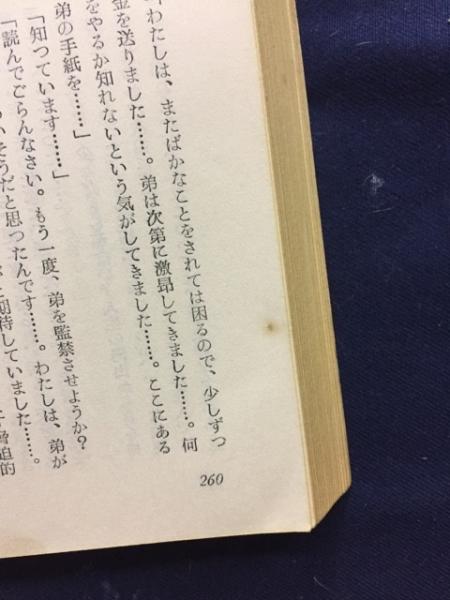 わたしは、またばかなことをされては困るので、少しずつ
金を送りました……。弟は次第に激昂してきました……。何
をやるか知れないという気がしてきました……。ここにある
弟の手紙を……」
「知っています……」
「読んでごらんなさい。もう一度、弟を監禁させようか?
そうだと思ったんです……。わたしは、弟が
期待していました……。
脅迫的
260